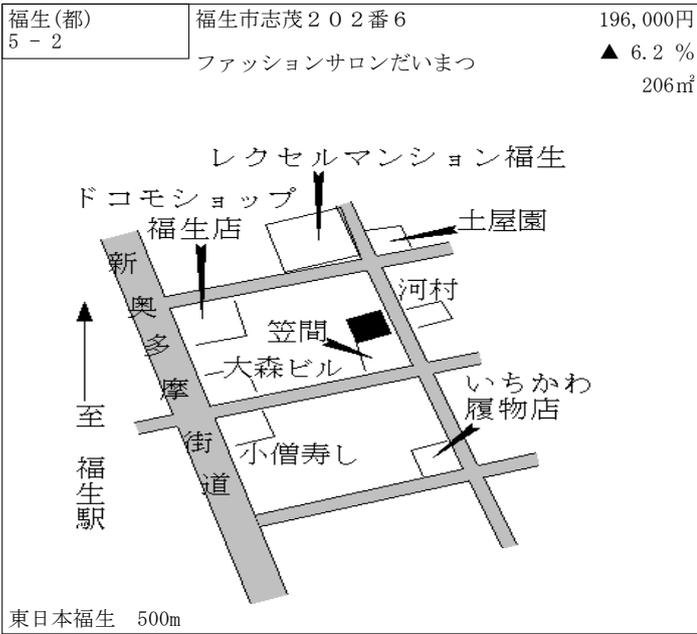 福生(都)
5 － 2
福生市志茂２０２番６
ファッションサロンだいまつ
196,000円
▲ 6.2 %
206㎡
レクセルマンション福生
ドコモショップ
福生店
土屋園
河村
笠間
大森ビル
いちかわ
履物店
小僧寿し
新奥多摩街道
至 福生駅
東日本福生 500m